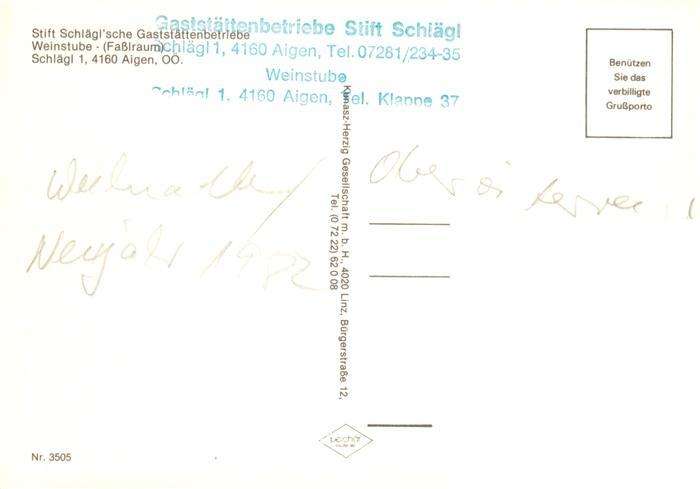 Stift Schlägl'sche Gaststättenbetriebe
Weinstube · (Faßlraum)
Schlägl 1, 4160 Aigen, OÖ.
Gaststättenbetriebe Stift Schlägl
Schlägl 1, 4160 Aigen, Tel. 07281/234-35
Weinstube
Schlägl 1, 4160 Aigen, Tel. Klappe 37
Benützen
Sie das
verbilligte
Grußporto
Weihnachten/
Neujahr 1982
Oberösterreich
Kunasz-Herzig Gesellschaft m. b. H., 4020 Linz, Bürgerstraße 12,
Tel. (0 72 22) 62 0 08
Nr. 3505